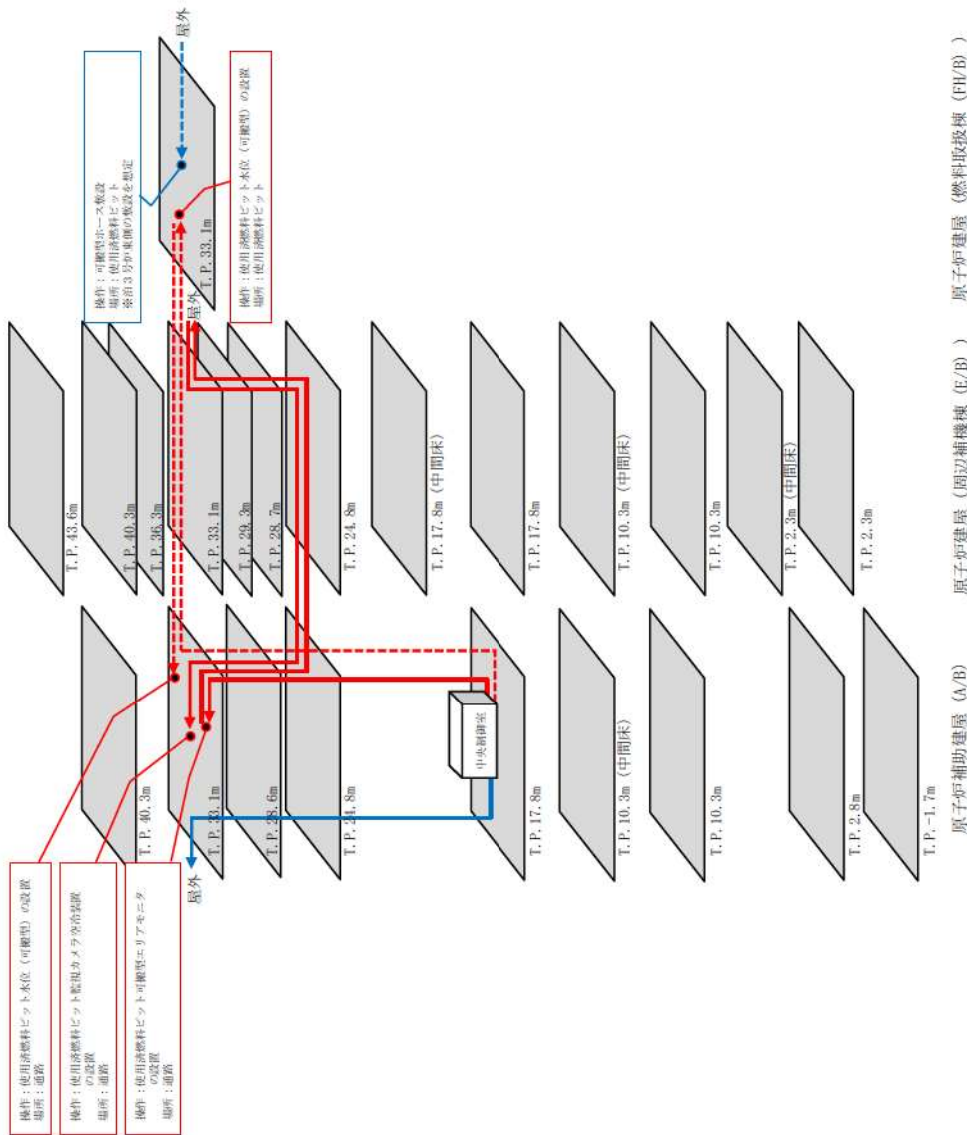 操作：使用済燃料ピット水位（可搬型）の設置
場所：通路
操作：使用済燃料ピット監視カメラ空冷装置
の設置
場所：通路
操作：使用済燃料ピット可搬型エリアモニタ
の設置
場所：通路
屋外
T.P. 40.3m
T.P. 33.1m
T.P. 28.6m
T.P. 24.8m
中央制御室
T.P. 17.8m
T.P. 10.3m（中間床）
T.P. 10.3m
T.P. 2.8m
T.P. -1.7m
原子炉補助建屋（A/B）
T.P. 43.6m
T.P. 40.3m
T.P. 36.3m
T.P. 33.1m
屋外
T.P. 29.3m
T.P. 28.7m
T.P. 24.8m
T.P. 17.8m（中間床）
T.P. 17.8m
T.P. 10.3m（中間床）
T.P. 10.3m
T.P. 2.3m（中間床）
T.P. 2.3m
原子炉建屋（周辺補機棟（E/B））
操作：可搬型ホース敷設
場所：使用済燃料ピット
※泊3号炉東側の敷設を想定
屋外
T.P. 33.1m
操作：使用済燃料ピット水位（可搬型）の設置
場所：使用済燃料ピット
原子炉建屋（燃料取扱棟（FH/B））